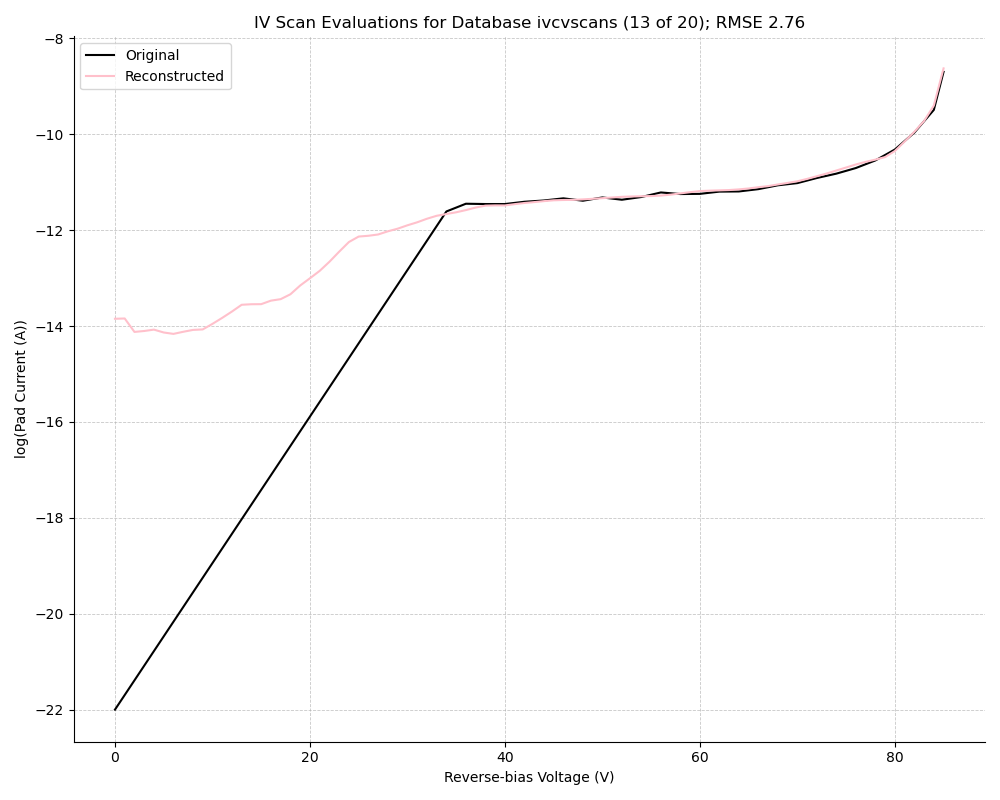 IV Scan Evaluations for Database ivcvscans (13 of 20); RMSE 2.76
Original
Reconstructed
−8
−10
−12
−14
−16
−18
−20
−22
log(Pad Current (A))
0 20 40 60 80
Reverse-bias Voltage (V)